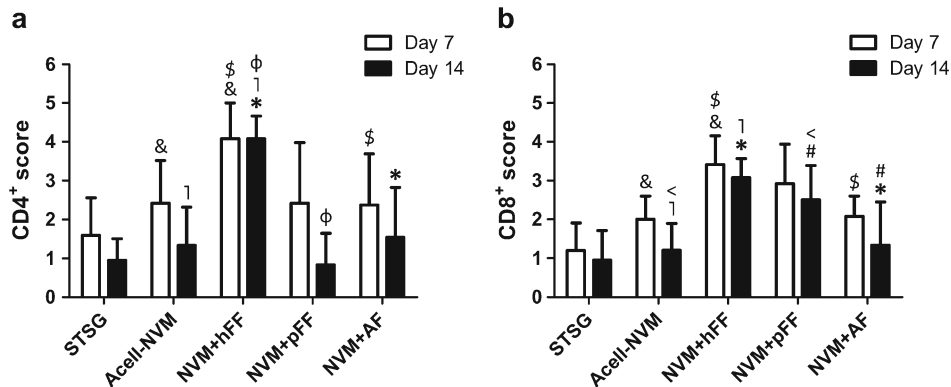 a
Day 7
Day 14
CD4+ score
6
5
4
3
2
1
0
&
˥
$
&
ϕ
˥
*
ϕ
$
*
STSG
Acell-NVM
NVM+hFF
NVM+pFF
NVM+AF
b
Day 7
Day 14
CD8+ score
6
5
4
3
2
1
0
&
<
˥
$
&
˥
*
<
#
$
#
*
STSG
Acell-NVM
NVM+hFF
NVM+pFF
NVM+AF